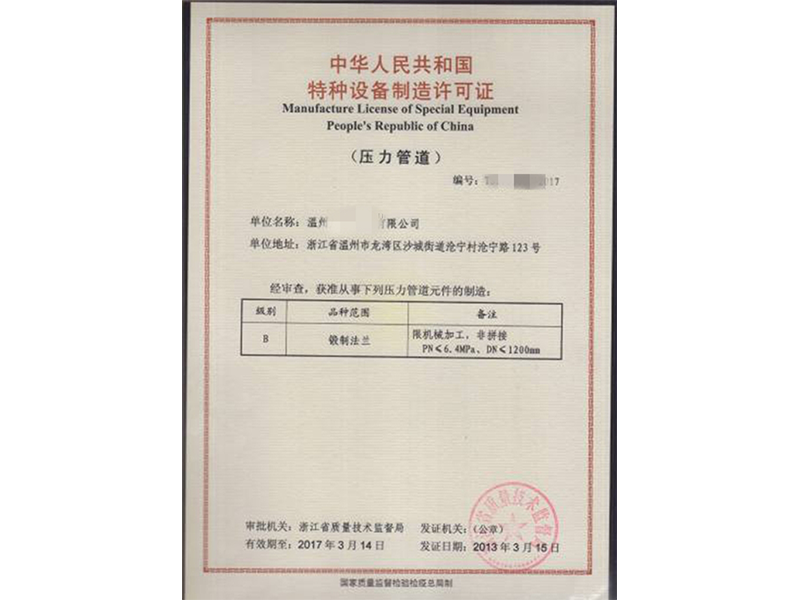 中华人民共和国
特种设备制造许可证
Manufacture License of Special Equipment
People's Republic of China
（压力管道）
编号：T 17
单位名称：温州 有限公司
单位地址：浙江省温州市龙湾区沙城街道沧宁村沧宁路123号
经审查，获准从事下列压力管道元件的制造：
级别 品种范围 备注
B 锻制法兰 限机械加工，非拼接
PN≤6.4MPa、DN≤1200mm
省质量技术监督
审批机关：浙江省质量技术监督局 发证机关：（公章）
有效期至：2017年3月14日 发证日期：2013年3月15日
国家质量监督检验检疫总局制